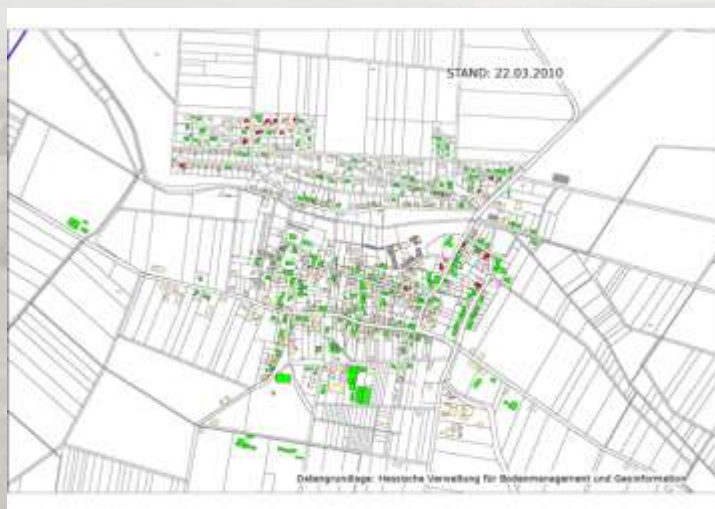 STAND: 22.03.2010
Datengrundlage: Hessische Verwaltung für Bodenmanagement und Geoinformation